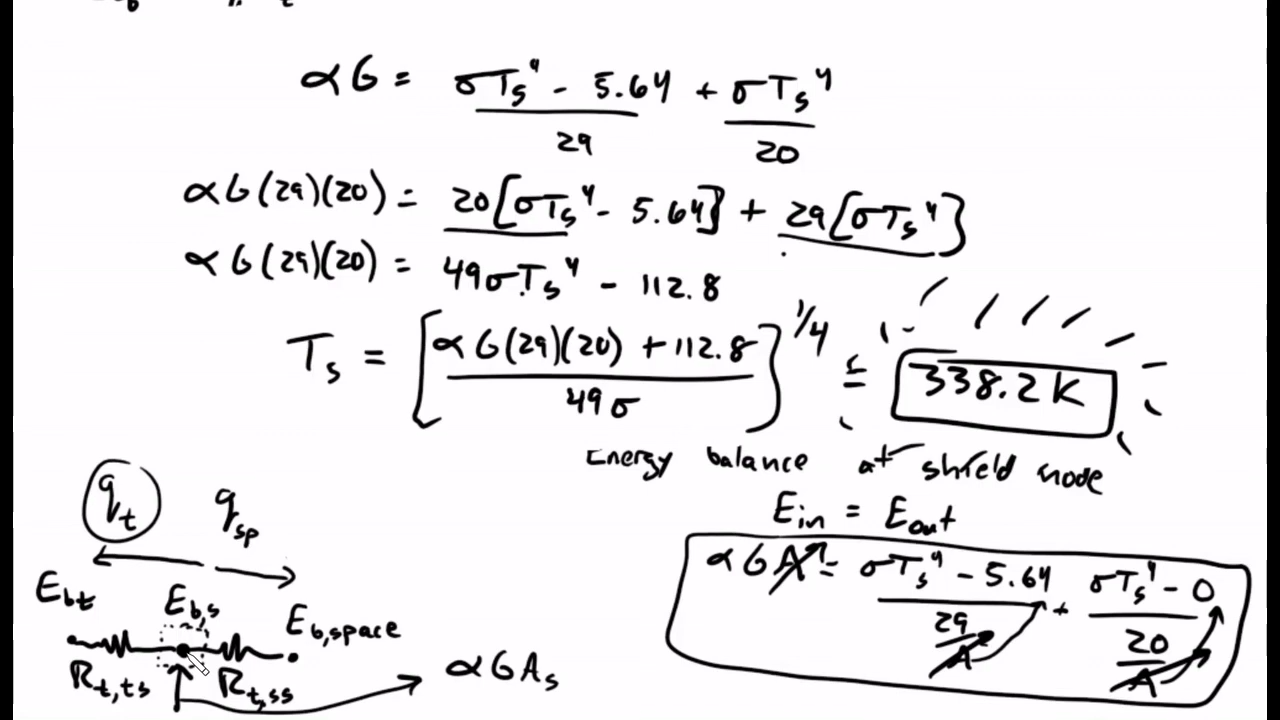 αG = σTs⁴ - 5.64 / 29 + σTs⁴ / 20
αG(29)(20) = 20[σTs⁴ - 5.64] + 29[σTs⁴]
αG(29)(20) = 49σTs⁴ - 112.8
Ts = [αG(29)(20) + 112.8 / 49σ]^1/4 = 338.2 K
Energy balance at shield node
Ein = Eout
αGA = σTs⁴ - 5.64 / 29/A + σTs⁴ - 0 / 20/A
qt qsp
Ebt Eb,s Eb,space
Rt,ts Rt,ss αGAs